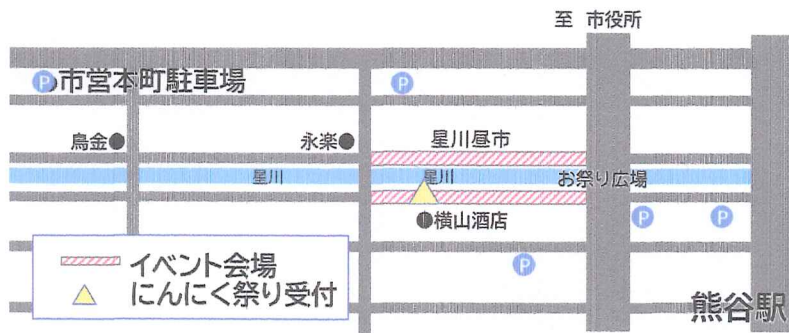 至 市役所
P市営本町駐車場
P
鳥金
永楽
星川昼市
星川
星川
お祭り広場
横山酒店
P
P
P
イベント会場
にんにく祭り受付
熊谷駅